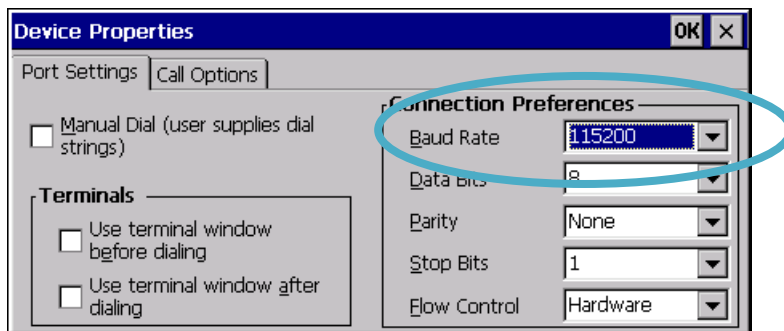 Device Properties OK ×
Port Settings Call Options
Manual Dial (user supplies dial
strings)
Terminals
Use terminal window
before dialing
Use terminal window after
dialing
Connection Preferences
Baud Rate 115200
Data Bits 8
Parity None
Stop Bits 1
Flow Control Hardware